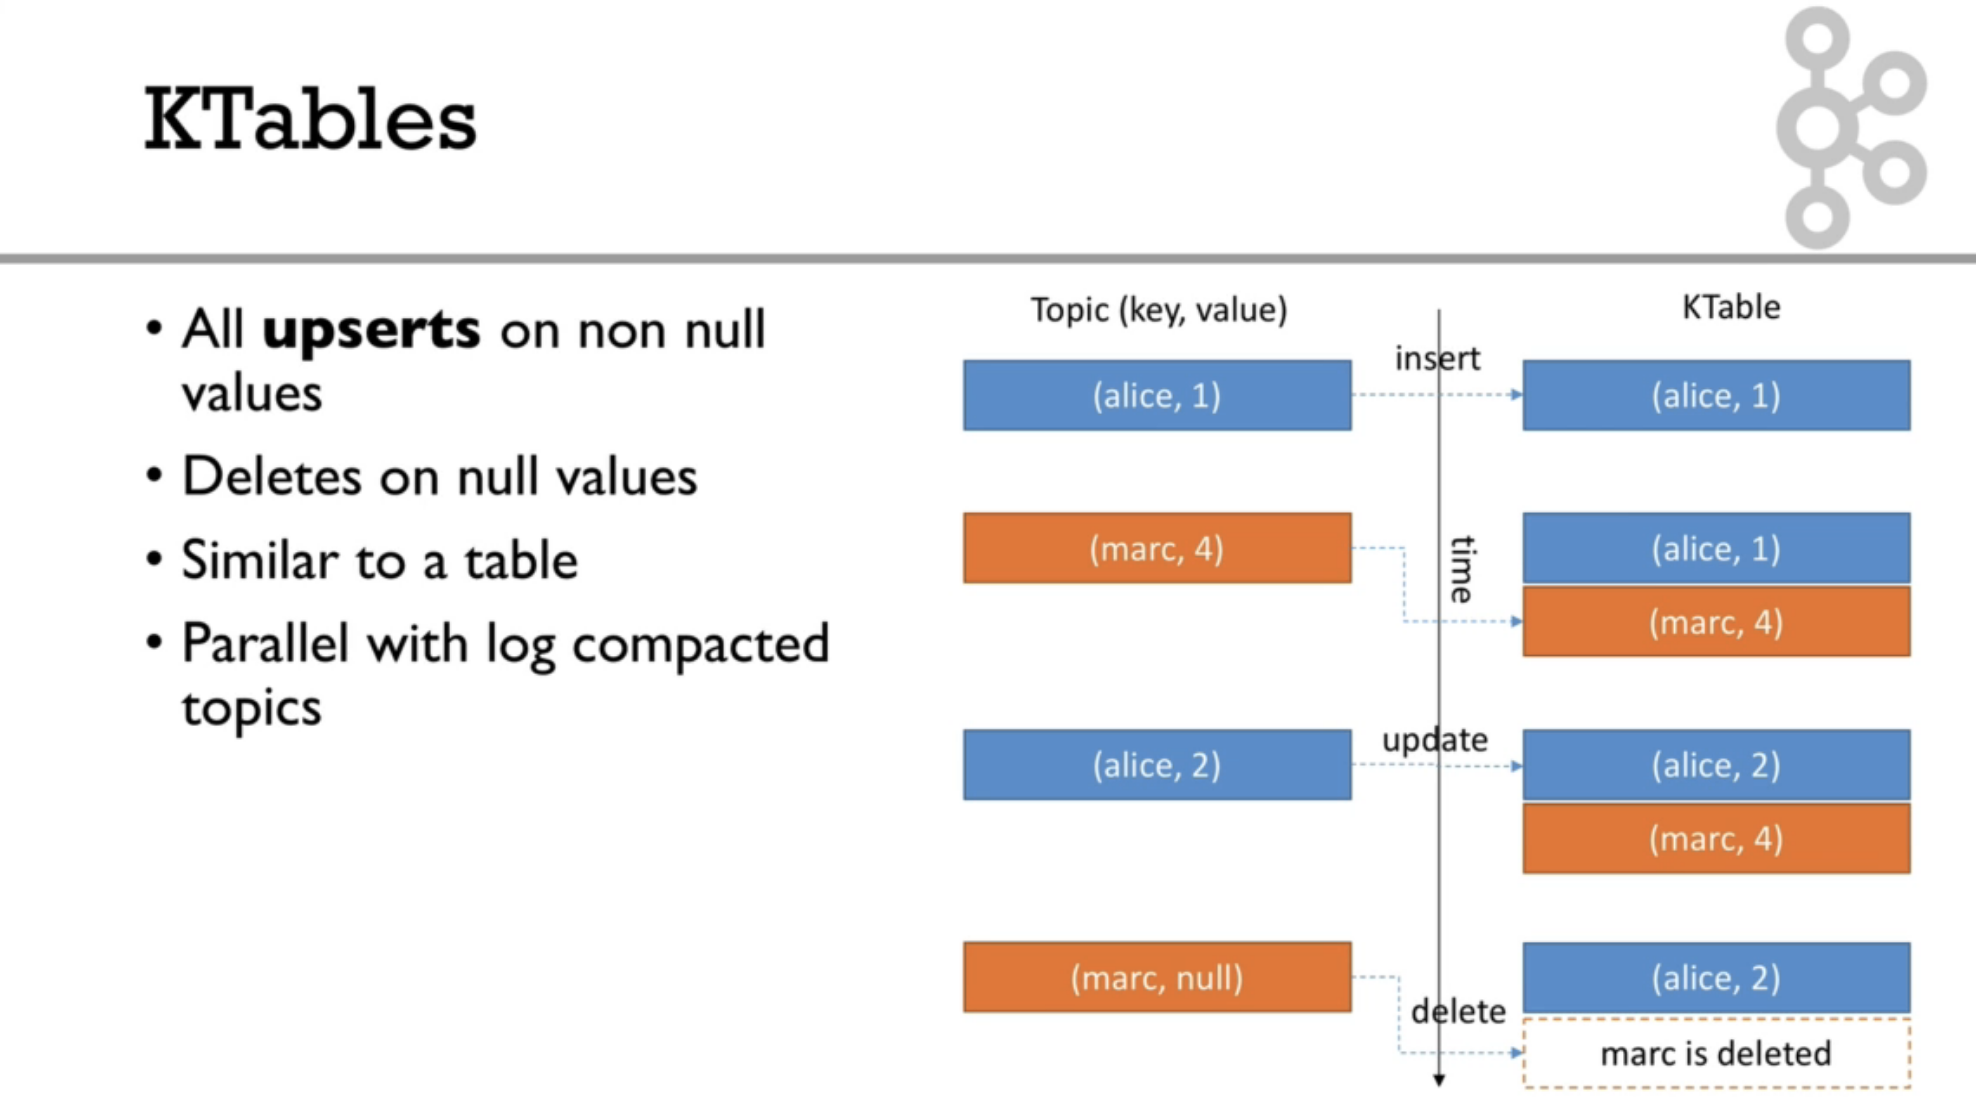 KTables
• All upserts on non null
values
• Deletes on null values
• Similar to a table
• Parallel with log compacted
topics
Topic (key, value)
KTable
insert
(alice, 1)
(alice, 1)
(marc, 4)
time
(alice, 1)
(marc, 4)
update
(alice, 2)
(alice, 2)
(marc, 4)
(marc, null)
(alice, 2)
delete
marc is deleted